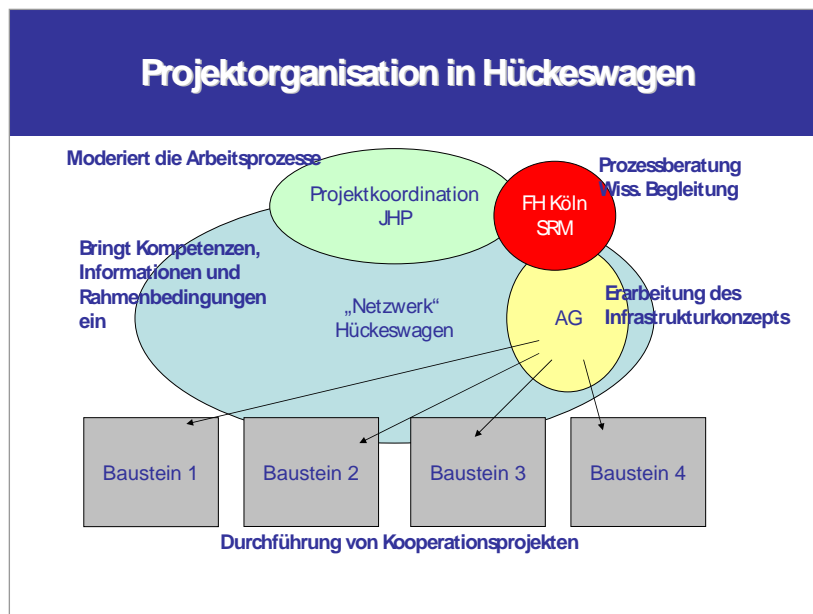 Projektorganisation in Hückeswagen
Moderiert die Arbeitsprozesse
Projektkoordination
JHP
FH Köln
SRM
Prozessberatung
Wiss. Begleitung
Bringt Kompetenzen,
Informationen und
Rahmenbedingungen
ein
„Netzwerk“
Hückeswagen
AG
Erarbeitung des
Infrastrukturkonzepts
Baustein 1
Baustein 2
Baustein 3
Baustein 4
Durchführung von Kooperationsprojekten